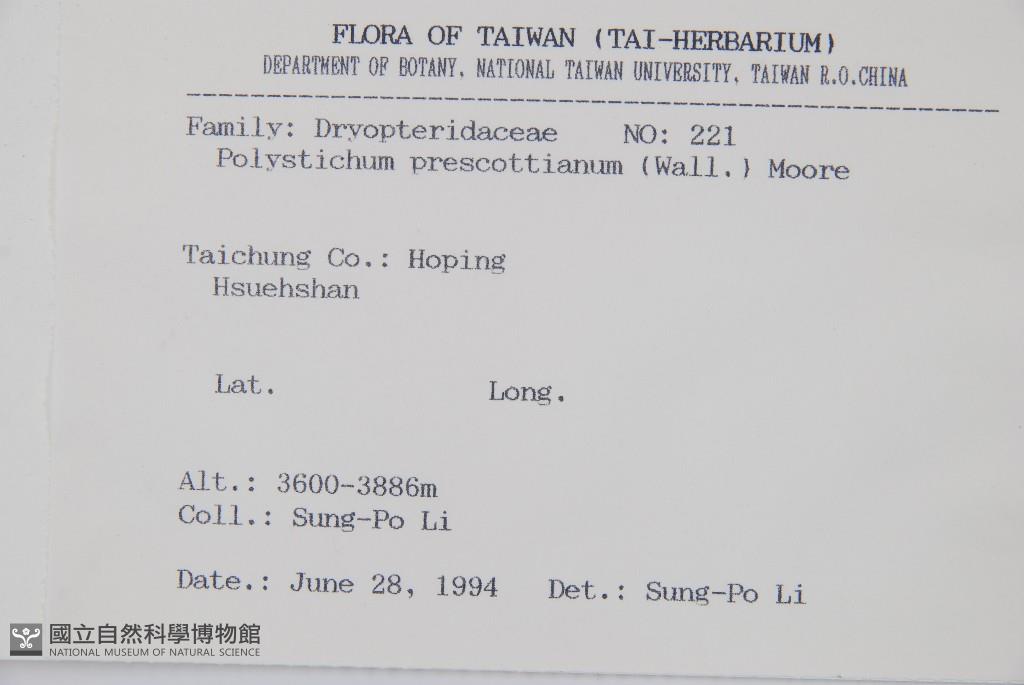 FLORA OF TAIWAN (TAI-HERBARIUM)
DEPARTMENT OF BOTANY, NATIONAL TAIWAN UNIVERSITY, TAIWAN R.O.CHINA
Family: Dryopteridaceae NO: 221
Polystichum prescottianum (Wall.) Moore
Taichung Co.: Hoping
Hsuehshan
Lat. Long.
Alt.: 3600-3886m
Coll.: Sung-Po Li
Date.: June 28, 1994 Det.: Sung-Po Li
國立自然科學博物館
NATIONAL MUSEUM OF NATURAL SCIENCE